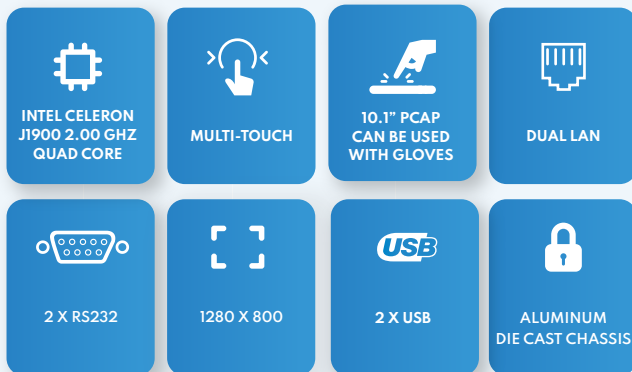 INTEL CELERON
J1900 2.00 GHZ
QUAD CORE
MULTI-TOUCH
10.1” PCAP
CAN BE USED
WITH GLOVES
DUAL LAN
2 X RS232
1280 X 800
USB
2 X USB
ALUMINUM
DIE CAST CHASSIS